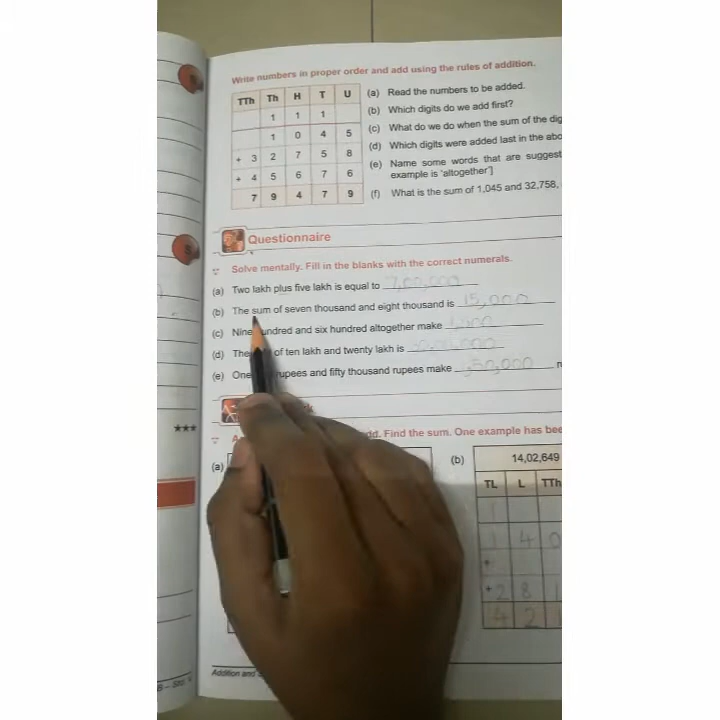 Write numbers in proper order and add using the rules of addition.
TTh Th H T U
1 1 1
1 0 4 5
+ 3 2 7 5 8
+ 4 5 6 7 6
7 9 4 7 9
(a) Read the numbers to be added.
(b) Which digits do we add first?
(c) What do we do when the sum of the dig
(d) Which digits were added last in the abo
(e) Name some words that are suggest
example is 'altogether']
(f) What is the sum of 1,045 and 32,758,
Questionnaire
Solve mentally. Fill in the blanks with the correct numerals.
(a) Two lakh plus five lakh is equal to 7,00,000
(b) The sum of seven thousand and eight thousand is 15,000
(c) Nine hundred and six hundred altogether make
(d) The of ten lakh and twenty lakh is
(e) One rupees and fifty thousand rupees make
***
dd. Find the sum. One example has bee
(a)
(b) 14,02,649
TL L TTh
1
1 4 0
+
+ 2 8 1
4 2 1
Addition and
B – Std.